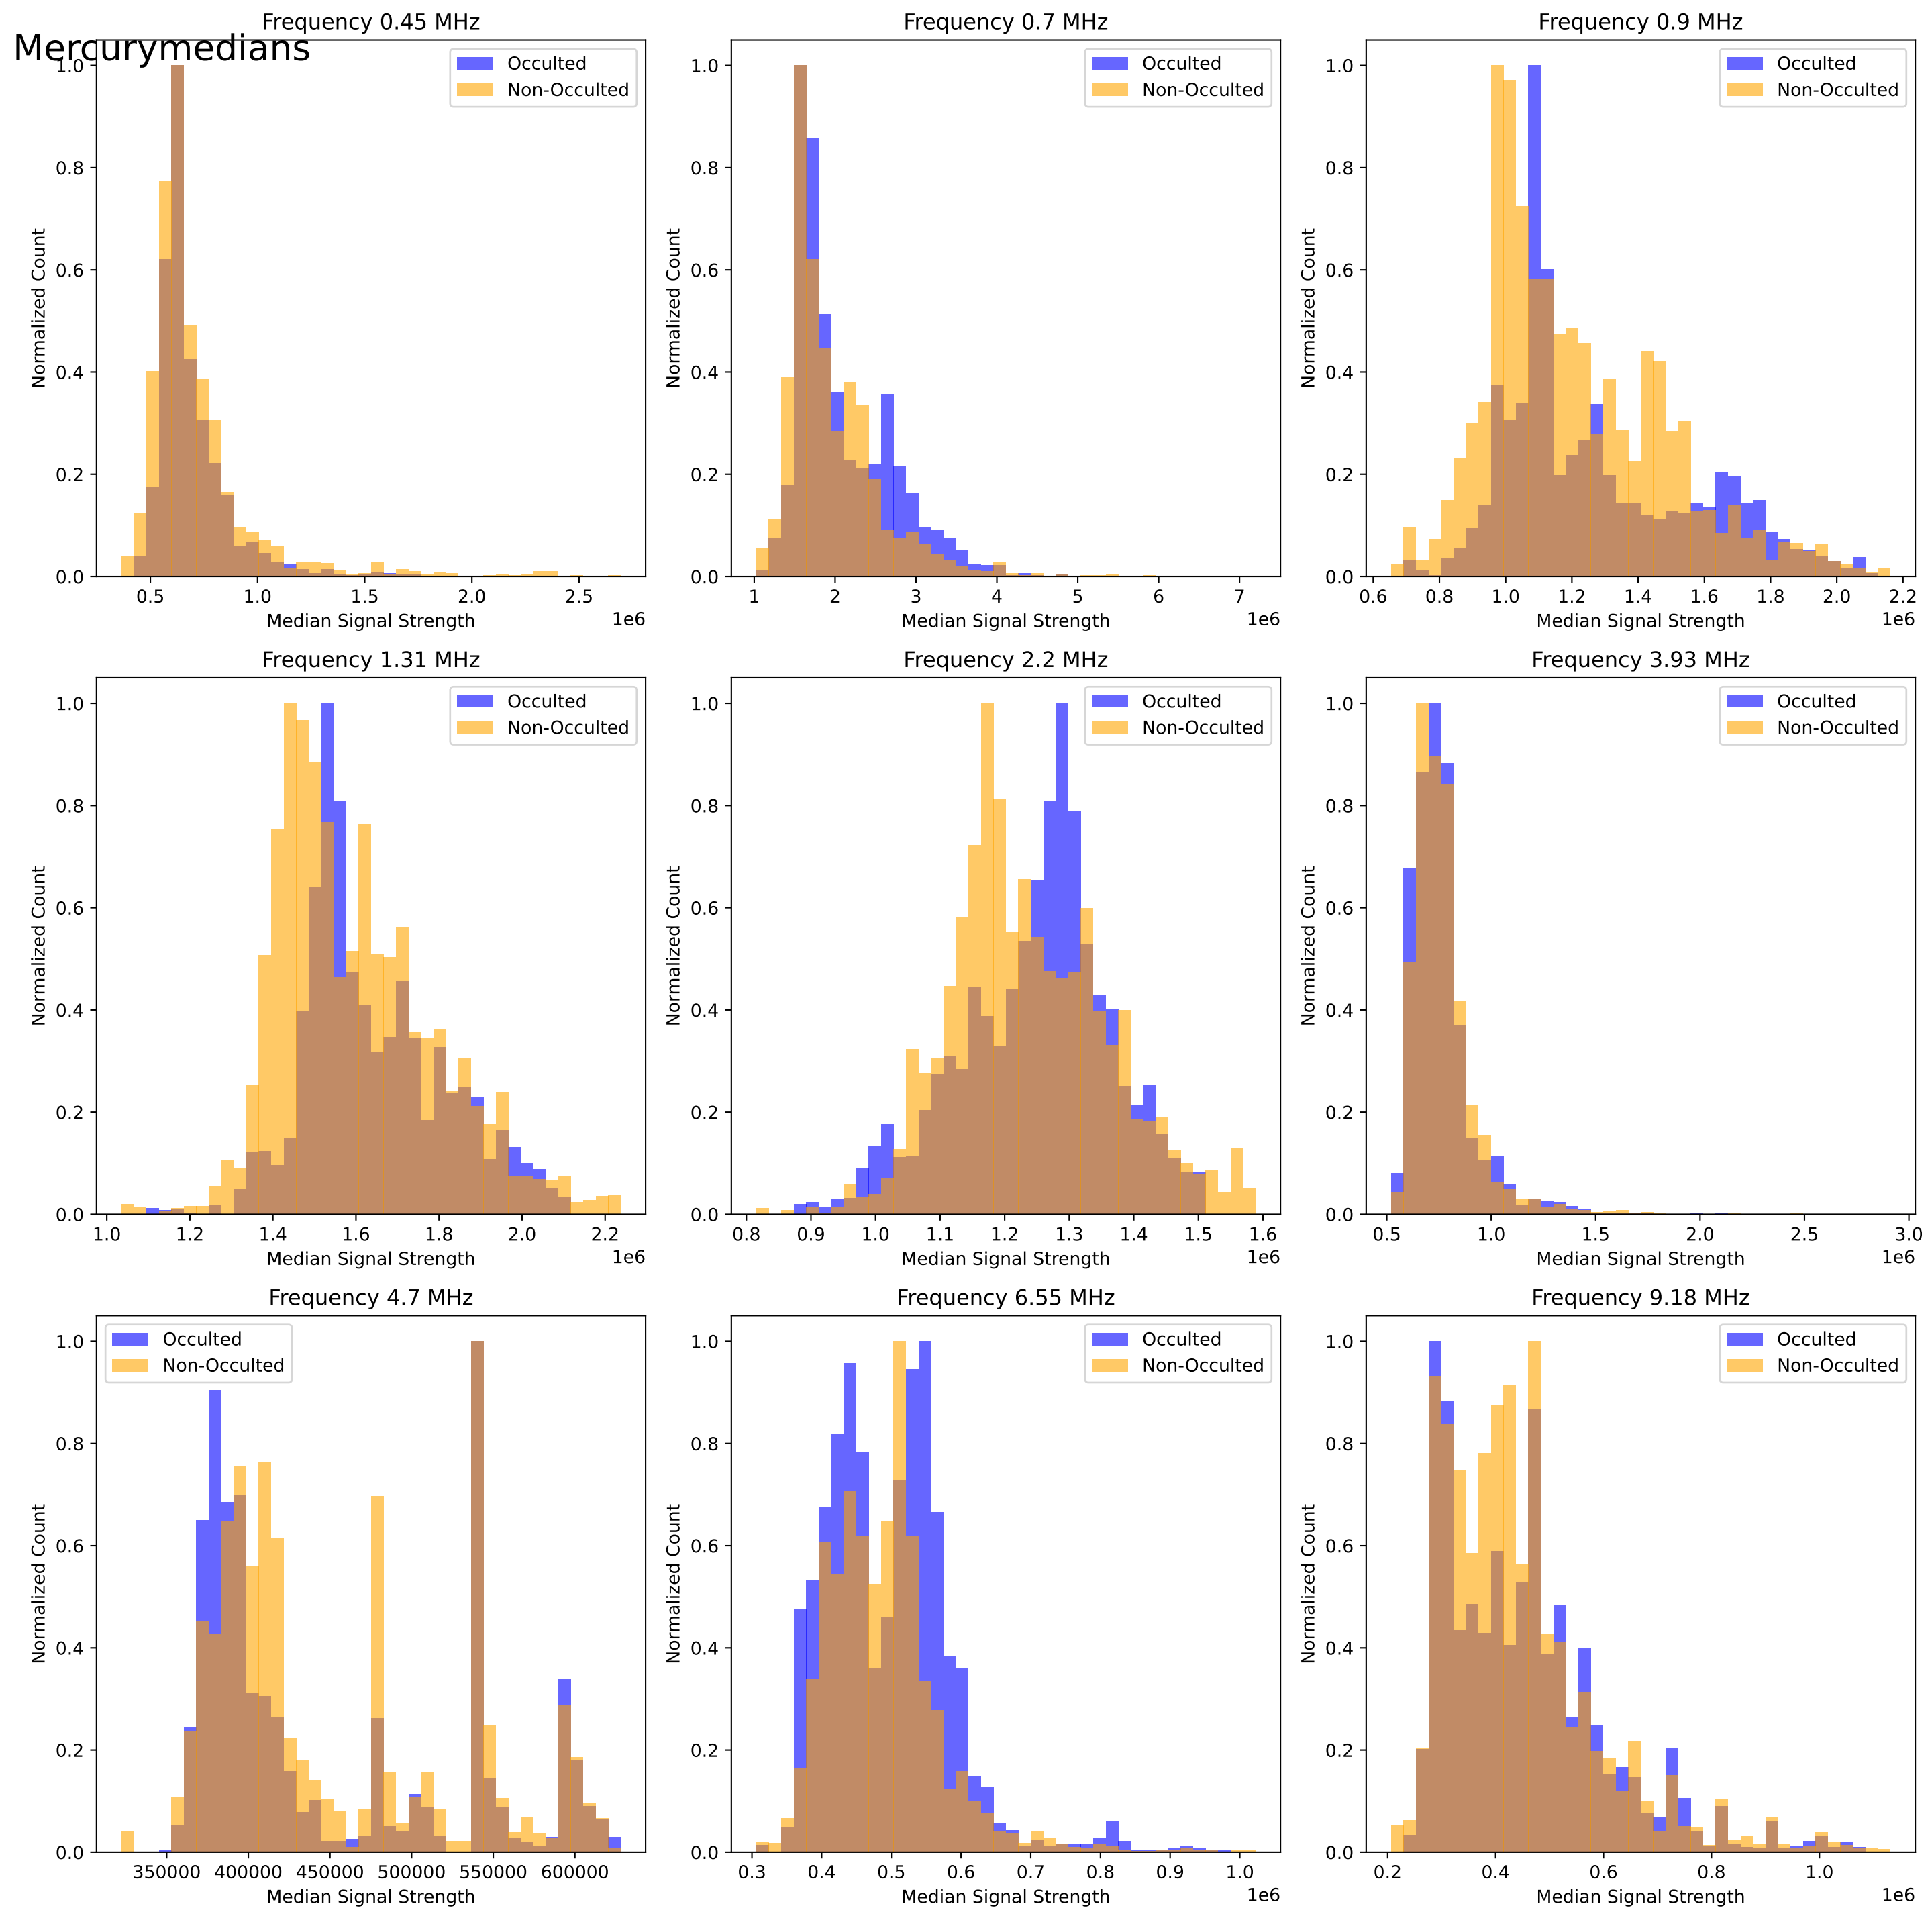 Mercurymedians
Frequency 0.45 MHz
Normalized Count
1.0
0.8
0.6
0.4
0.2
0.0
Occulted
Non-Occulted
0.5 1.0 1.5 2.0 2.5
1e6
Median Signal Strength
Frequency 0.7 MHz
Normalized Count
1.0
0.8
0.6
0.4
0.2
0.0
Occulted
Non-Occulted
1 2 3 4 5 6 7
1e6
Median Signal Strength
Frequency 0.9 MHz
Normalized Count
1.0
0.8
0.6
0.4
0.2
0.0
Occulted
Non-Occulted
0.6 0.8 1.0 1.2 1.4 1.6 1.8 2.0 2.2
1e6
Median Signal Strength
Frequency 1.31 MHz
Normalized Count
1.0
0.8
0.6
0.4
0.2
0.0
Occulted
Non-Occulted
1.0 1.2 1.4 1.6 1.8 2.0 2.2
1e6
Median Signal Strength
Frequency 2.2 MHz
Normalized Count
1.0
0.8
0.6
0.4
0.2
0.0
Occulted
Non-Occulted
0.8 0.9 1.0 1.1 1.2 1.3 1.4 1.5 1.6
1e6
Median Signal Strength
Frequency 3.93 MHz
Normalized Count
1.0
0.8
0.6
0.4
0.2
0.0
Occulted
Non-Occulted
0.5 1.0 1.5 2.0 2.5 3.0
1e6
Median Signal Strength
Frequency 4.7 MHz
Normalized Count
1.0
0.8
0.6
0.4
0.2
0.0
Occulted
Non-Occulted
350000 400000 450000 500000 550000 600000
Median Signal Strength
Frequency 6.55 MHz
Normalized Count
1.0
0.8
0.6
0.4
0.2
0.0
Occulted
Non-Occulted
0.3 0.4 0.5 0.6 0.7 0.8 0.9 1.0
1e6
Median Signal Strength
Frequency 9.18 MHz
Normalized Count
1.0
0.8
0.6
0.4
0.2
0.0
Occulted
Non-Occulted
0.2 0.4 0.6 0.8 1.0
1e6
Median Signal Strength